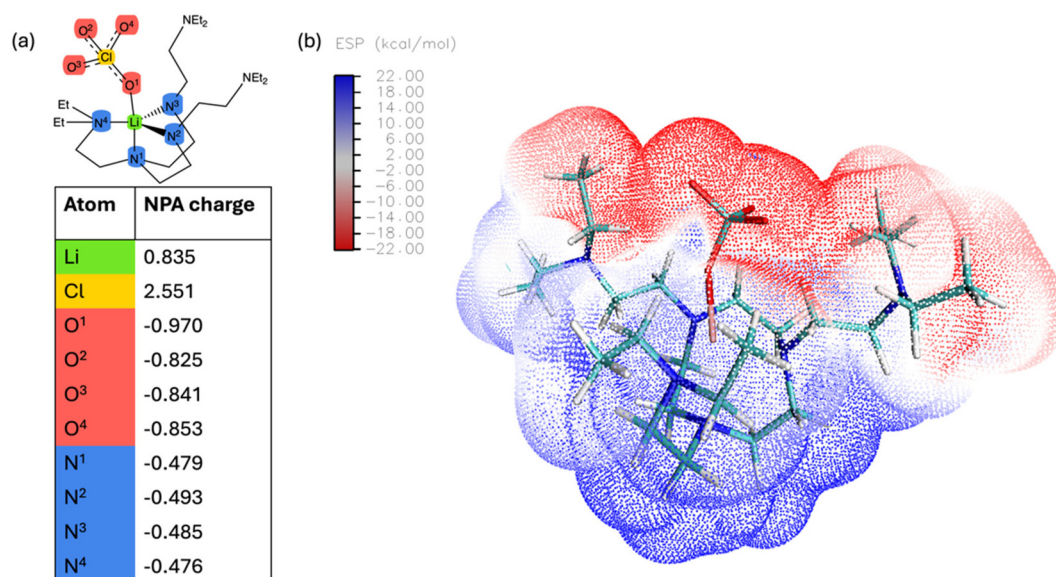 (a)
O² O⁴
NEt₂
Cl
O³
O¹
NEt₂
Et
Et
N⁴ Li N³
N²
N¹
Atom NPA charge
Li 0.835
Cl 2.551
O¹ -0.970
O² -0.825
O³ -0.841
O⁴ -0.853
N¹ -0.479
N² -0.493
N³ -0.485
N⁴ -0.476
(b) ESP (kcal/mol)
22.00
18.00
14.00
10.00
6.00
2.00
-2.00
-6.00
-10.00
-14.00
-18.00
-22.00